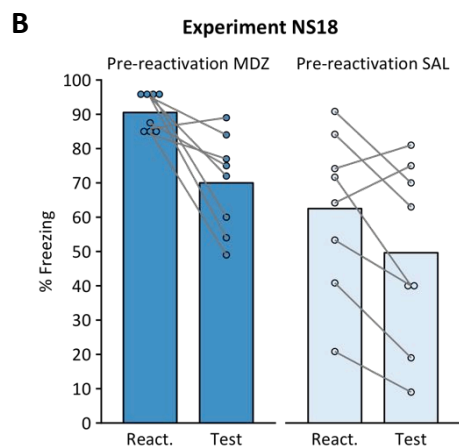 B
Experiment NS18
Pre-reactivation MDZ Pre-reactivation SAL
% Freezing
100
90
80
70
60
50
40
30
20
10
0
React. Test React. Test